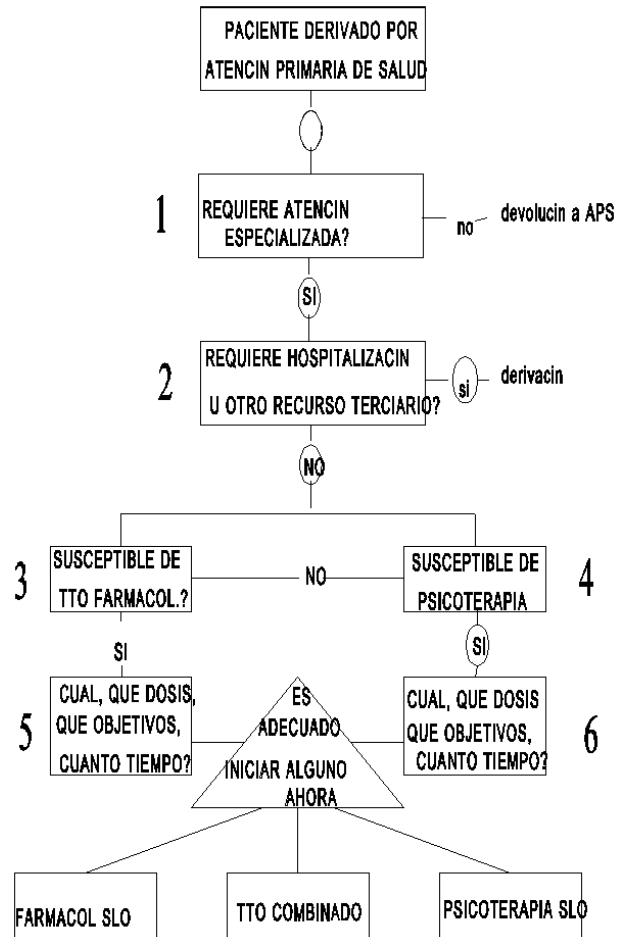 PACIENTE DERIVADO POR
ATENCIN PRIMARIA DE SALUD
1
REQUIERE ATENCIN
ESPECIALIZADA?
no
devolucin a APS
SI
2
REQUIERE HOSPITALIZACIN
U OTRO RECURSO TERCIARIO?
si
derivacin
NO
3
SUSCEPTIBLE DE
TTO FARMACOL.?
NO
SUSCEPTIBLE DE
PSICOTERAPIA
4
SI
SI
5
CUAL, QUE DOSIS,
QUE OBJETIVOS,
CUANTO TIEMPO?
ES
ADECUADO
INICIAR ALGUNO
AHORA
CUAL, QUE DOSIS
QUE OBJETIVOS,
CUANTO TIEMPO?
6
FARMACOL SLO
TTO COMBINADO
PSICOTERAPIA SLO